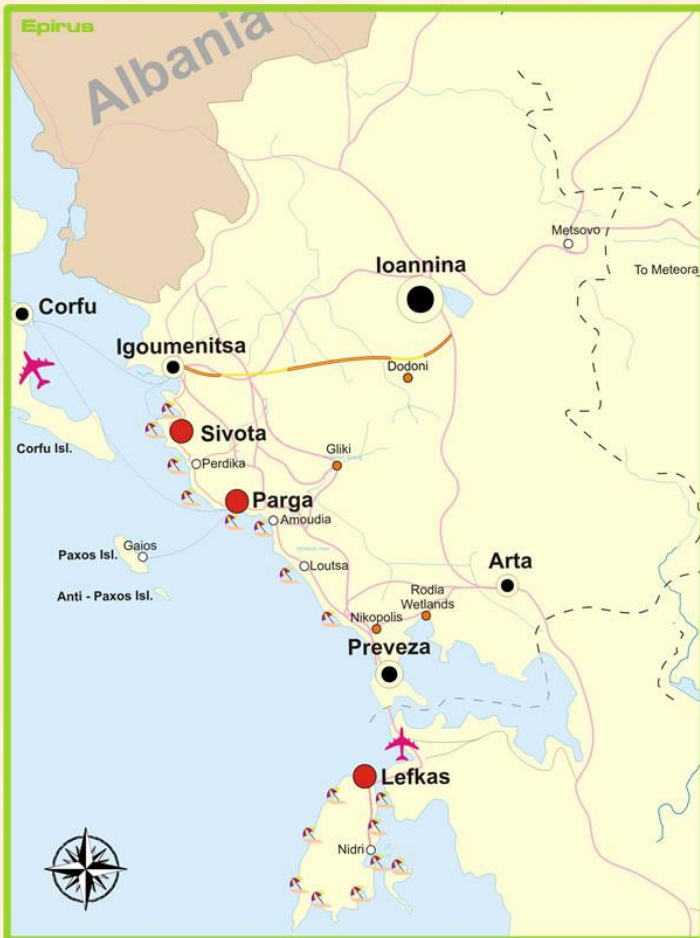 Epirus
Albania
Metsovo
To Meteora
Ioannina
Corfu
Igoumenitsa
Dodoni
Sivota
Corfu Isl.
Gliki
Perdika
Parga
Amoudia
Gaios
Paxos Isl.
Loutsa
Arta
Anti - Paxos Isl.
Rodia
Wetlands
Nikopolis
Preveza
Lefkas
Nidri